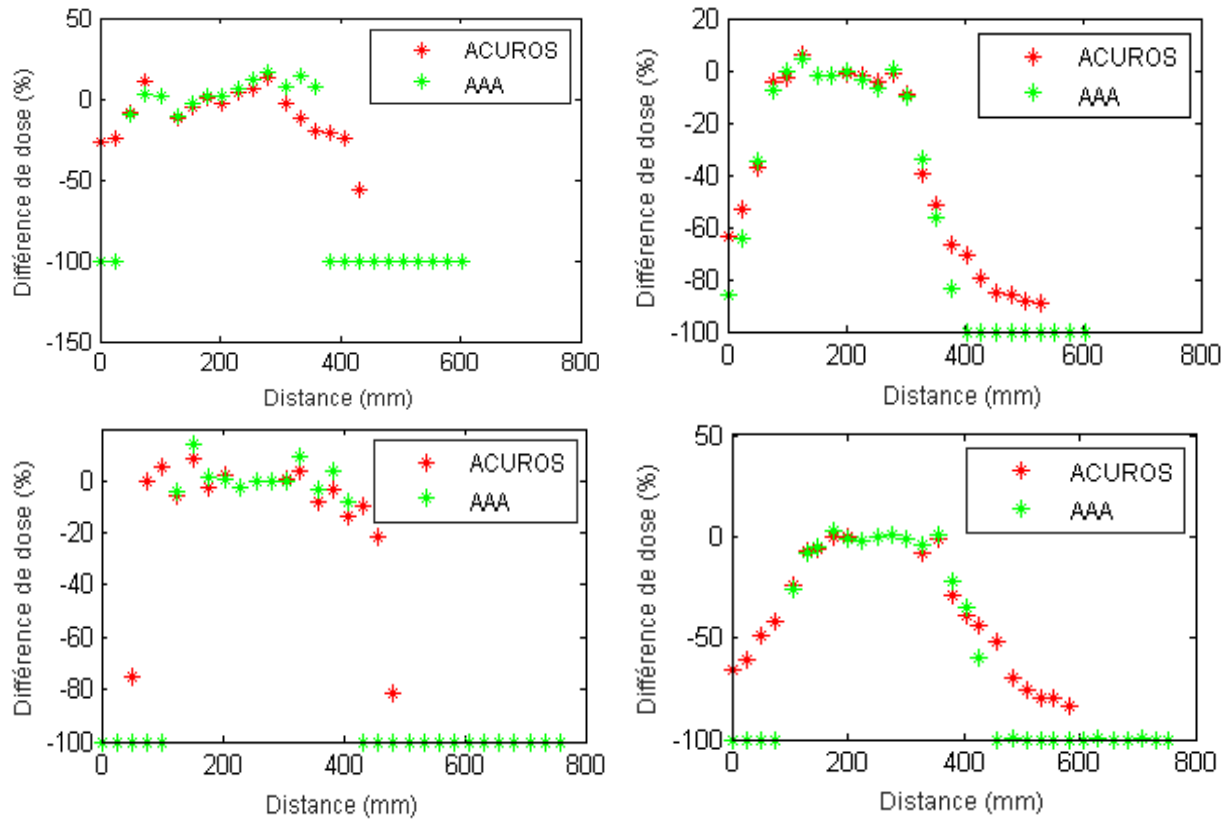 50
0
-50
-100
-150
0 200 400 600 800
Différence de dose (%)
Distance (mm)
ACUROS
AAA
20
0
-20
-40
-60
-80
-100
0 200 400 600 800
Différence de dose (%)
Distance (mm)
ACUROS
AAA
0
-20
-40
-60
-80
-100
0 200 400 600 800
Différence de dose (%)
Distance (mm)
ACUROS
AAA
50
0
-50
-100
0 200 400 600 800
Différence de dose (%)
Distance (mm)
ACUROS
AAA